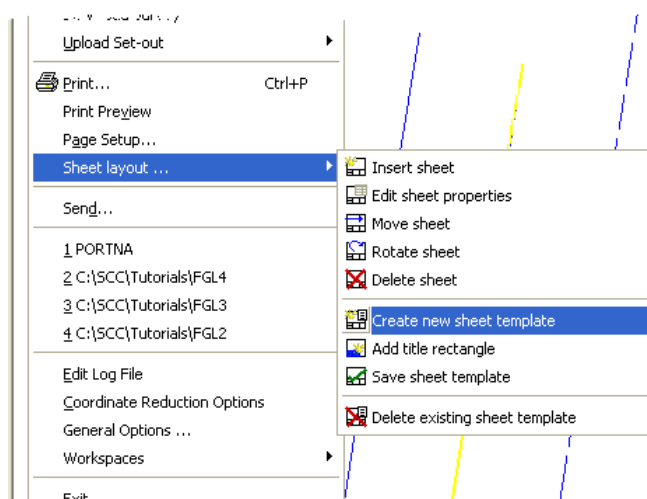 Upload Set-out
Print... Ctrl+P
Print Preview
Page Setup...
Sheet layout ...
Send...
1 PORTNA
2 C:\SCC\Tutorials\FGL4
3 C:\SCC\Tutorials\FGL3
4 C:\SCC\Tutorials\FGL2
Edit Log File
Coordinate Reduction Options
General Options ...
Workspaces
Exit
Insert sheet
Edit sheet properties
Move sheet
Rotate sheet
Delete sheet
Create new sheet template
Add title rectangle
Save sheet template
Delete existing sheet template